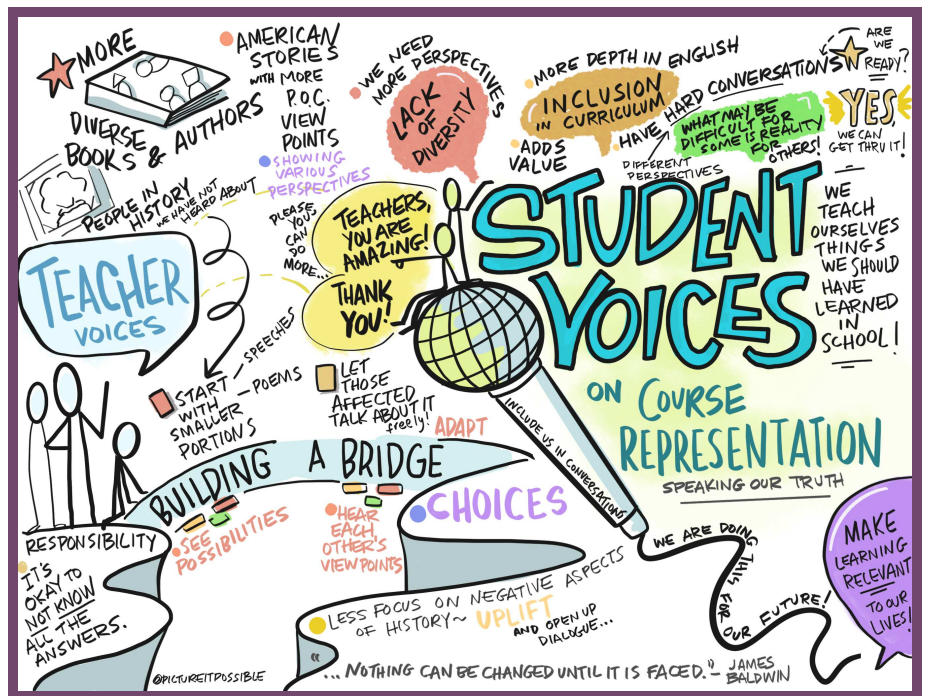 MORE
DIVERSE
BOOKS & AUTHORS
AMERICAN
STORIES
WITH MORE
P.O.C.
VIEW
POINTS
SHOWING
VARIOUS
PERSPECTIVES
PEOPLE IN
HISTORY
WE HAVE NOT
HEARD ABOUT
WE NEED
MORE PERSPECTIVES
LACK
OF
DIVERSITY
MORE DEPTH IN ENGLISH
INCLUSION
IN CURRICULUM
ADDS
VALUE
HAVE HARD CONVERSATIONS
ARE
WE
READY?
YES,
WE CAN
GET THRU IT!
WHAT MAY BE
DIFFICULT FOR
SOME IS REALITY
FOR
OTHERS!
DIFFERENT
PERSPECTIVES
PLEASE,
YOUS
CAN
DO
MORE...
TEACHERS,
YOU ARE
AMAZING!
THANK
YOU!
STUDENT
VOICES
ON COURSE
REPRESENTATION
SPEAKING OUR TRUTH
WE
TEACH
OURSELVES
THINGS
WE SHOULD
HAVE
LEARNED
IN
SCHOOL!
TEACHER
VOICES
START
WITH
SMALLER
PORTIONS
SPEECHES
POEMS
LET
THOSE
AFFECTED
TALK ABOUT IT
freely!
ADAPT
INCLUDE US IN CONVERSATIONS
BUILDING A BRIDGE
SEE
POSSIBILITIES
HEAR
EACH
OTHER'S
VIEWPOINTS
CHOICES
RESPONSIBILITY
IT'S
OKAY TO
NOT KNOW
ALL THE
ANSWERS.
WE ARE DOING THIS FOR OUR FUTURE!
MAKE
LEARNING
RELEVANT
TO OUR
LIVES!
LESS FOCUS ON NEGATIVE ASPECTS
OF HISTORY~ UPLIFT
AND OPEN UP
DIALOGUE...
"...NOTHING CAN BE CHANGED UNTIL IT IS FACED." - JAMES
BALDWIN
@PICTUREITPOSSIBLE